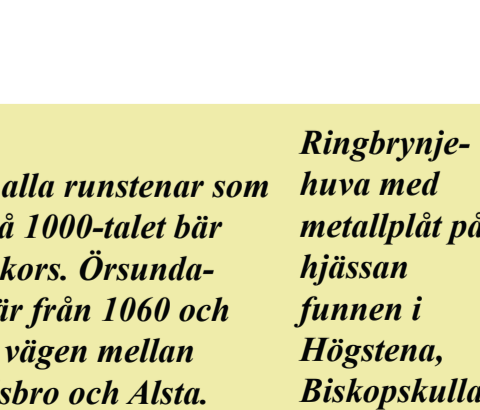 alla runstenar som
å 1000-talet bär
kors. Örsunda-
är från 1060 och
vägen mellan
sbro och Alsta.
Ringbrynje-
huva med
metallplåt på
hjässan
funnen i
Högstena,
Biskopskulla